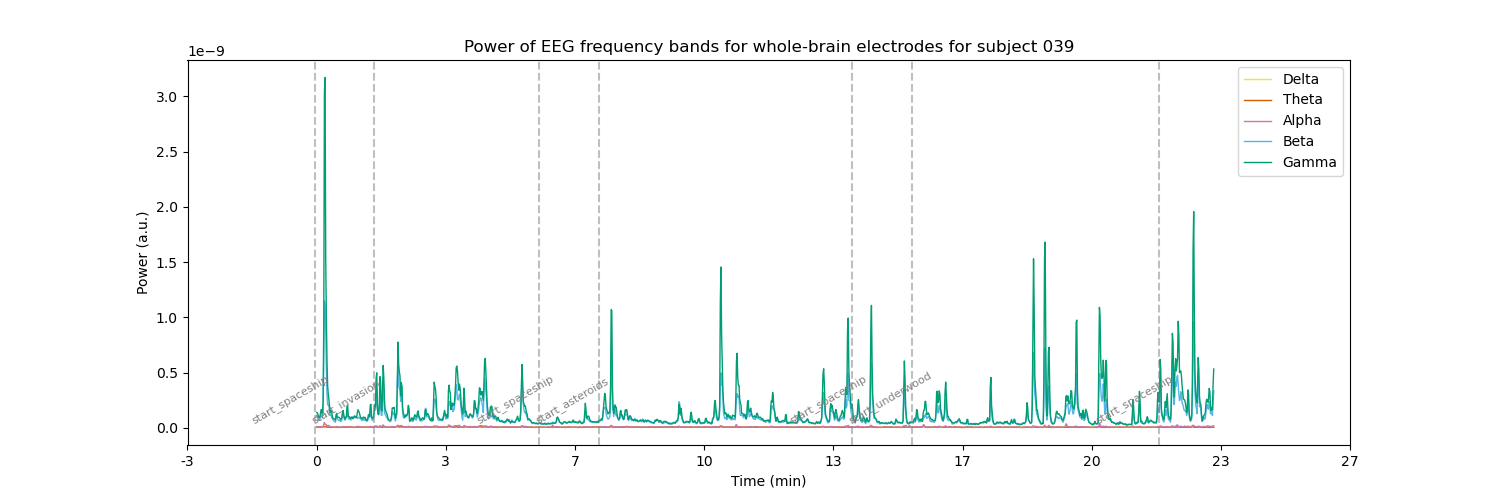 Power of EEG frequency bands for whole-brain electrodes for subject 039
1e−9
Delta
Theta
Alpha
Beta
Gamma
3.0
2.5
2.0
1.5
1.0
0.5
0.0
Power (a.u.)
start_spaceship
start_invasion
start_spaceship
start_asteroids
start_spaceship
start_underwood
start_spaceship
-3
0
3
7
10
13
17
20
23
27
Time (min)